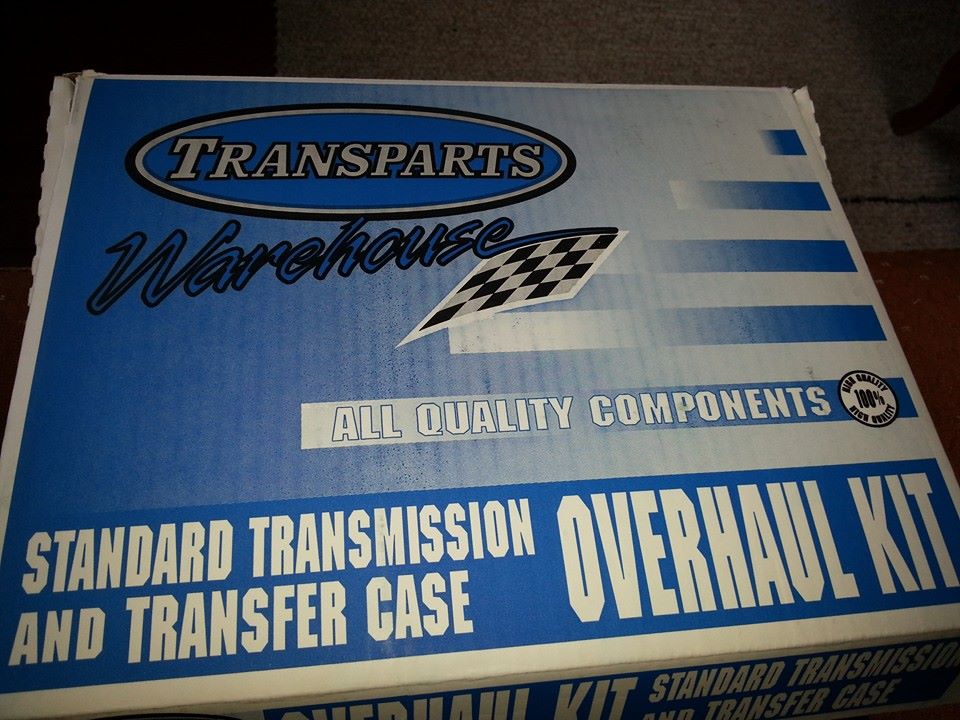 TRANSPARTS
Warehouse
ALL QUALITY COMPONENTS
HIGH QUALITY
100%
HIGH QUALITY
STANDARD TRANSMISSION
AND TRANSFER CASE
OVERHAUL KIT
OVERHAUL KIT
STANDARD TRANSMISSION
AND TRANSFER CASE